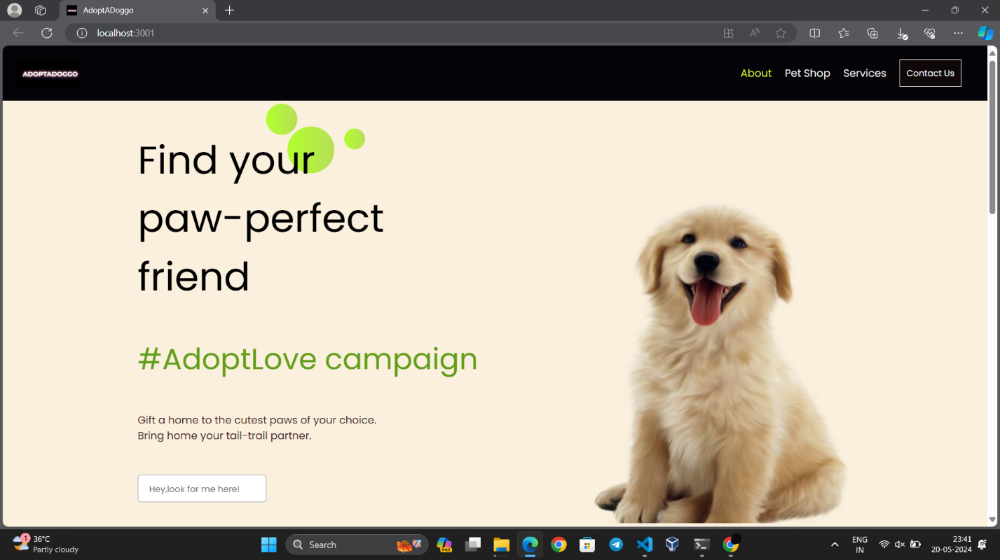 AdoptADoggo
localhost:3001
ADOPTADOGGO
About Pet Shop Services Contact Us
Find your
paw-perfect
friend
#AdoptLove campaign
Gift a home to the cutest paws of your choice.
Bring home your tail-trail partner.
Hey,look for me here!
1
36°C
Partly cloudy
Search
PRE
ENG
IN
23:41
20-05-2024